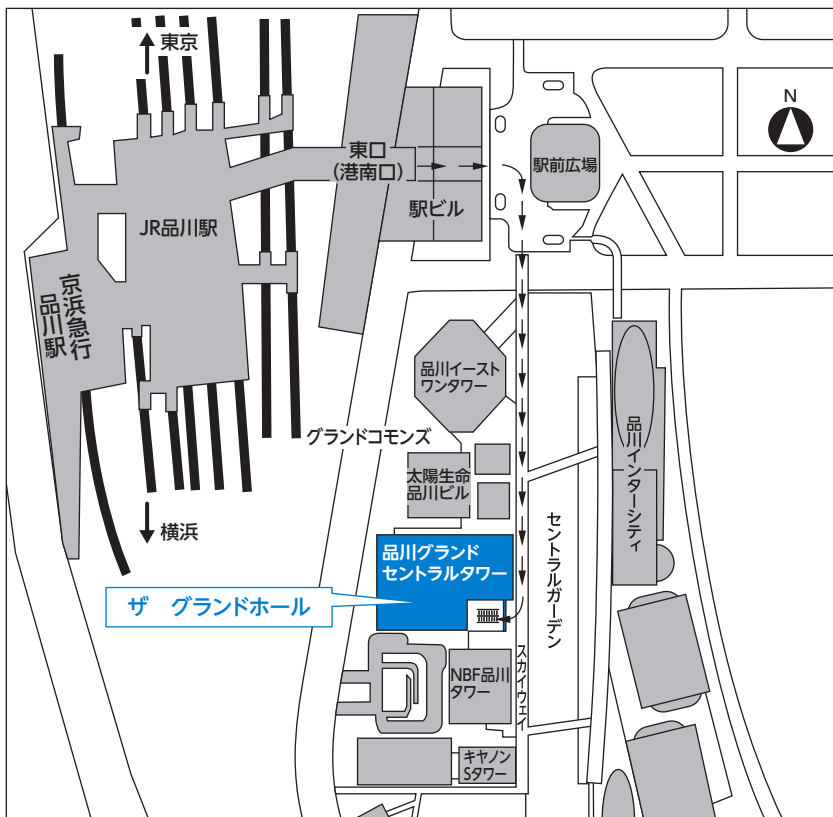 東京
N
東口
(港南口)
駅前広場
駅ビル
JR品川駅
京浜急行
品川駅
品川イースト
ワンタワー
グランドコモンズ
太陽生命
品川ビル
品川インターシティ
横浜
品川グランド
セントラルタワー
セントラルガーデン
ザ グランドホール
スカイウェイ
NBF品川
タワー
キヤノン
Sタワー